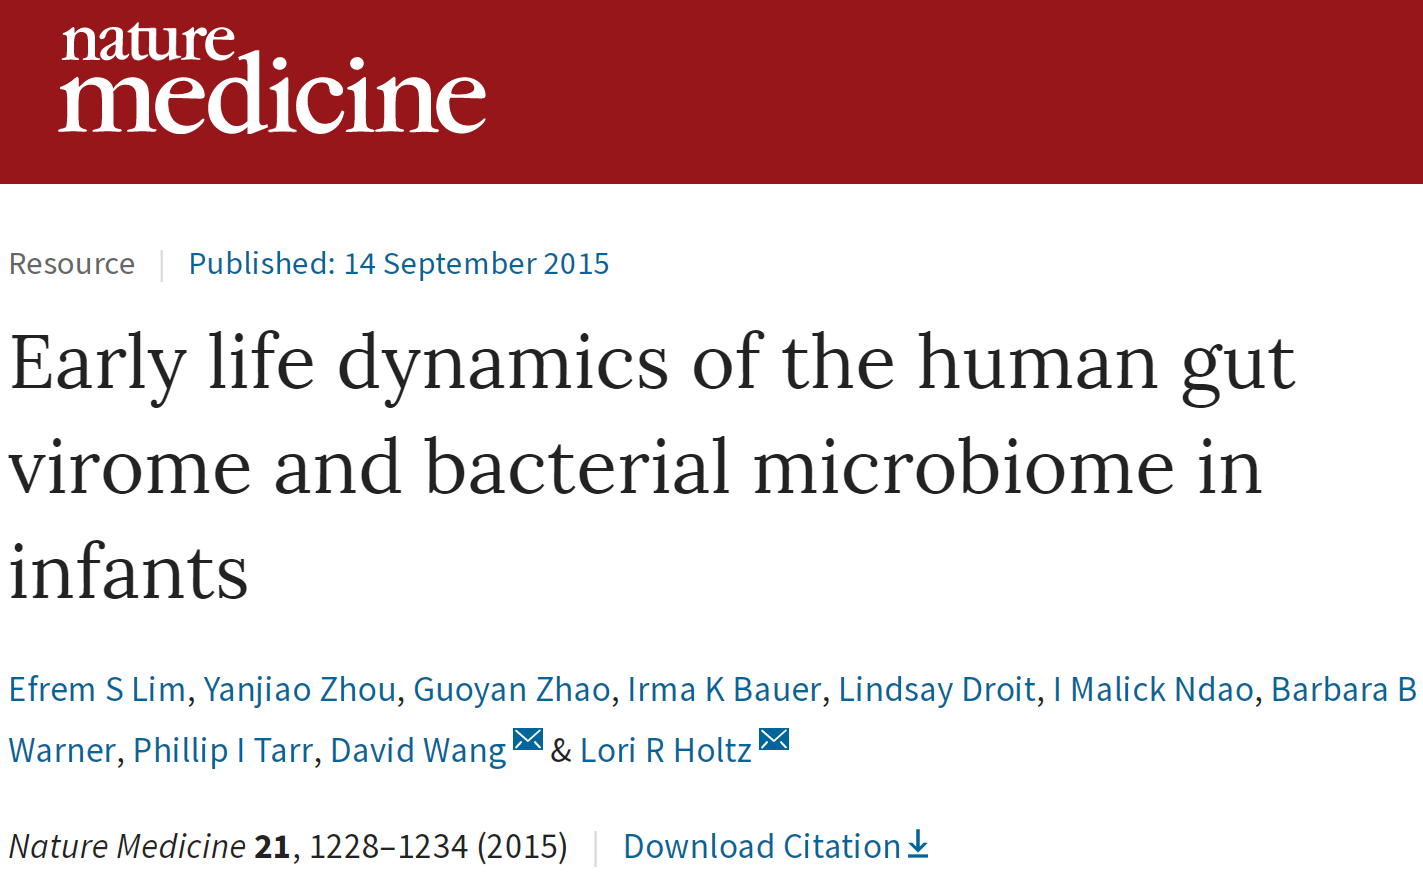 nature
medicine
Resource | Published: 14 September 2015
Early life dynamics of the human gut
virome and bacterial microbiome in
infants
Efrem S Lim, Yanjiao Zhou, Guoyan Zhao, Irma K Bauer, Lindsay Droit, I Malick Ndao, Barbara B
Warner, Phillip I Tarr, David Wang & Lori R Holtz
Nature Medicine 21, 1228–1234 (2015) | Download Citation